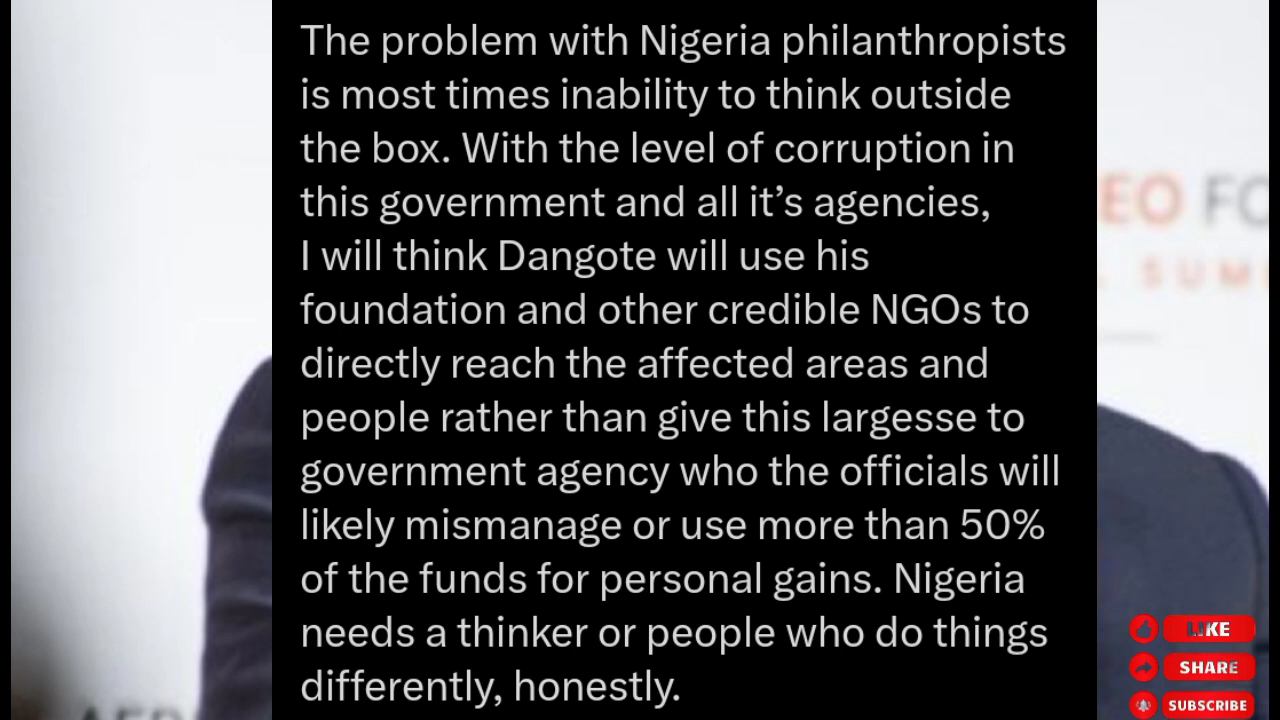 The problem with Nigeria philanthropists
is most times inability to think outside
the box. With the level of corruption in
this government and all it’s agencies,
I will think Dangote will use his
foundation and other credible NGOs to
directly reach the affected areas and
people rather than give this largesse to
government agency who the officials will
likely mismanage or use more than 50%
of the funds for personal gains. Nigeria
needs a thinker or people who do things
differently, honestly.
EO FO
SUM
LIKE
SHARE
SUBSCRIBE